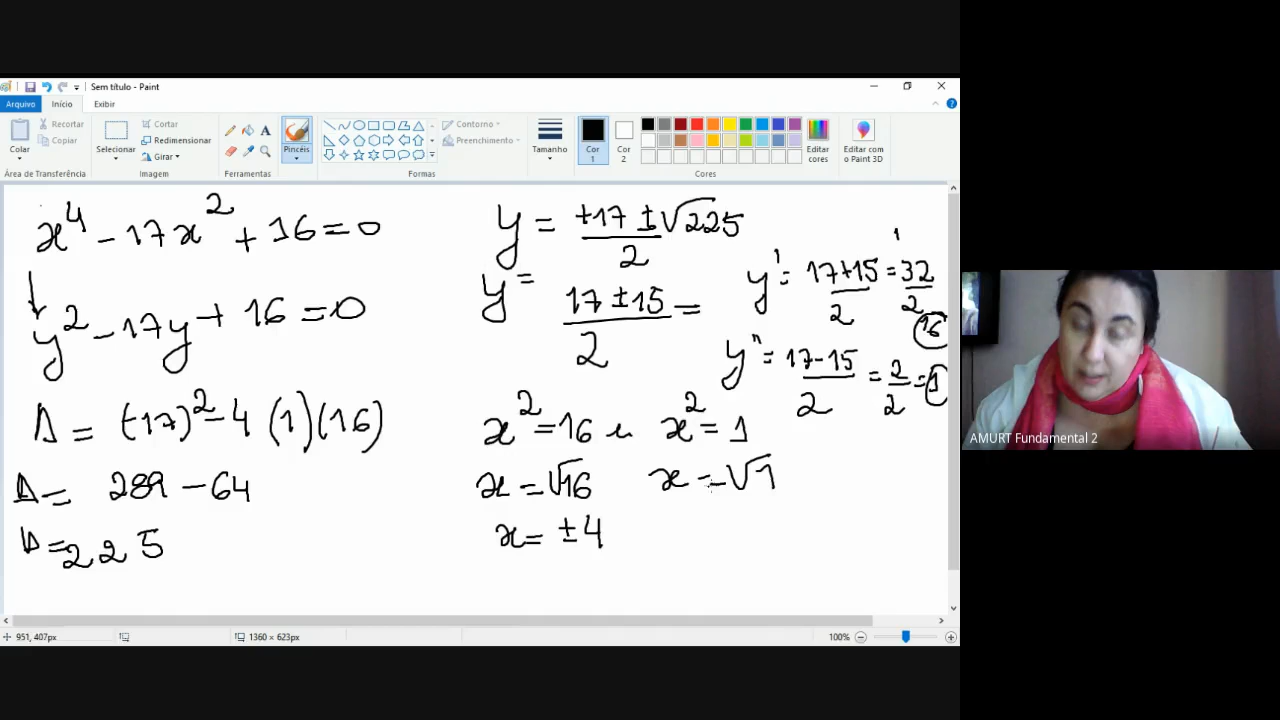 Sem título - Paint
Arquivo Início Exibir
Colar
Recortar
Copiar
Área de Transferência
Selecionar
Cortar
Redimensionar
Girar
Imagem
A
Ferramentas
Pincéis
Contorno
Preenchimento
Formas
Tamanho
Cor 1
Cor 2
Editar cores
Cores
Editar com o Paint 3D
x⁴ - 17x² + 16 = 0
y² - 17y + 16 = 0
Δ = (-17)² - 4 (1)(16)
Δ = 289 - 64
Δ = 225
y = +17 ± √225 / 2
y = 17 ± 15 / 2 =
y' = 17+15 / 2 = 32 / 2
16
y" = 17-15 / 2 = 2 / 2 = 1
x² = 16 x² = 1
x = √16 x = √1
x = ±4
AMURT Fundamental 2
951, 407px
1360 × 623px
100%